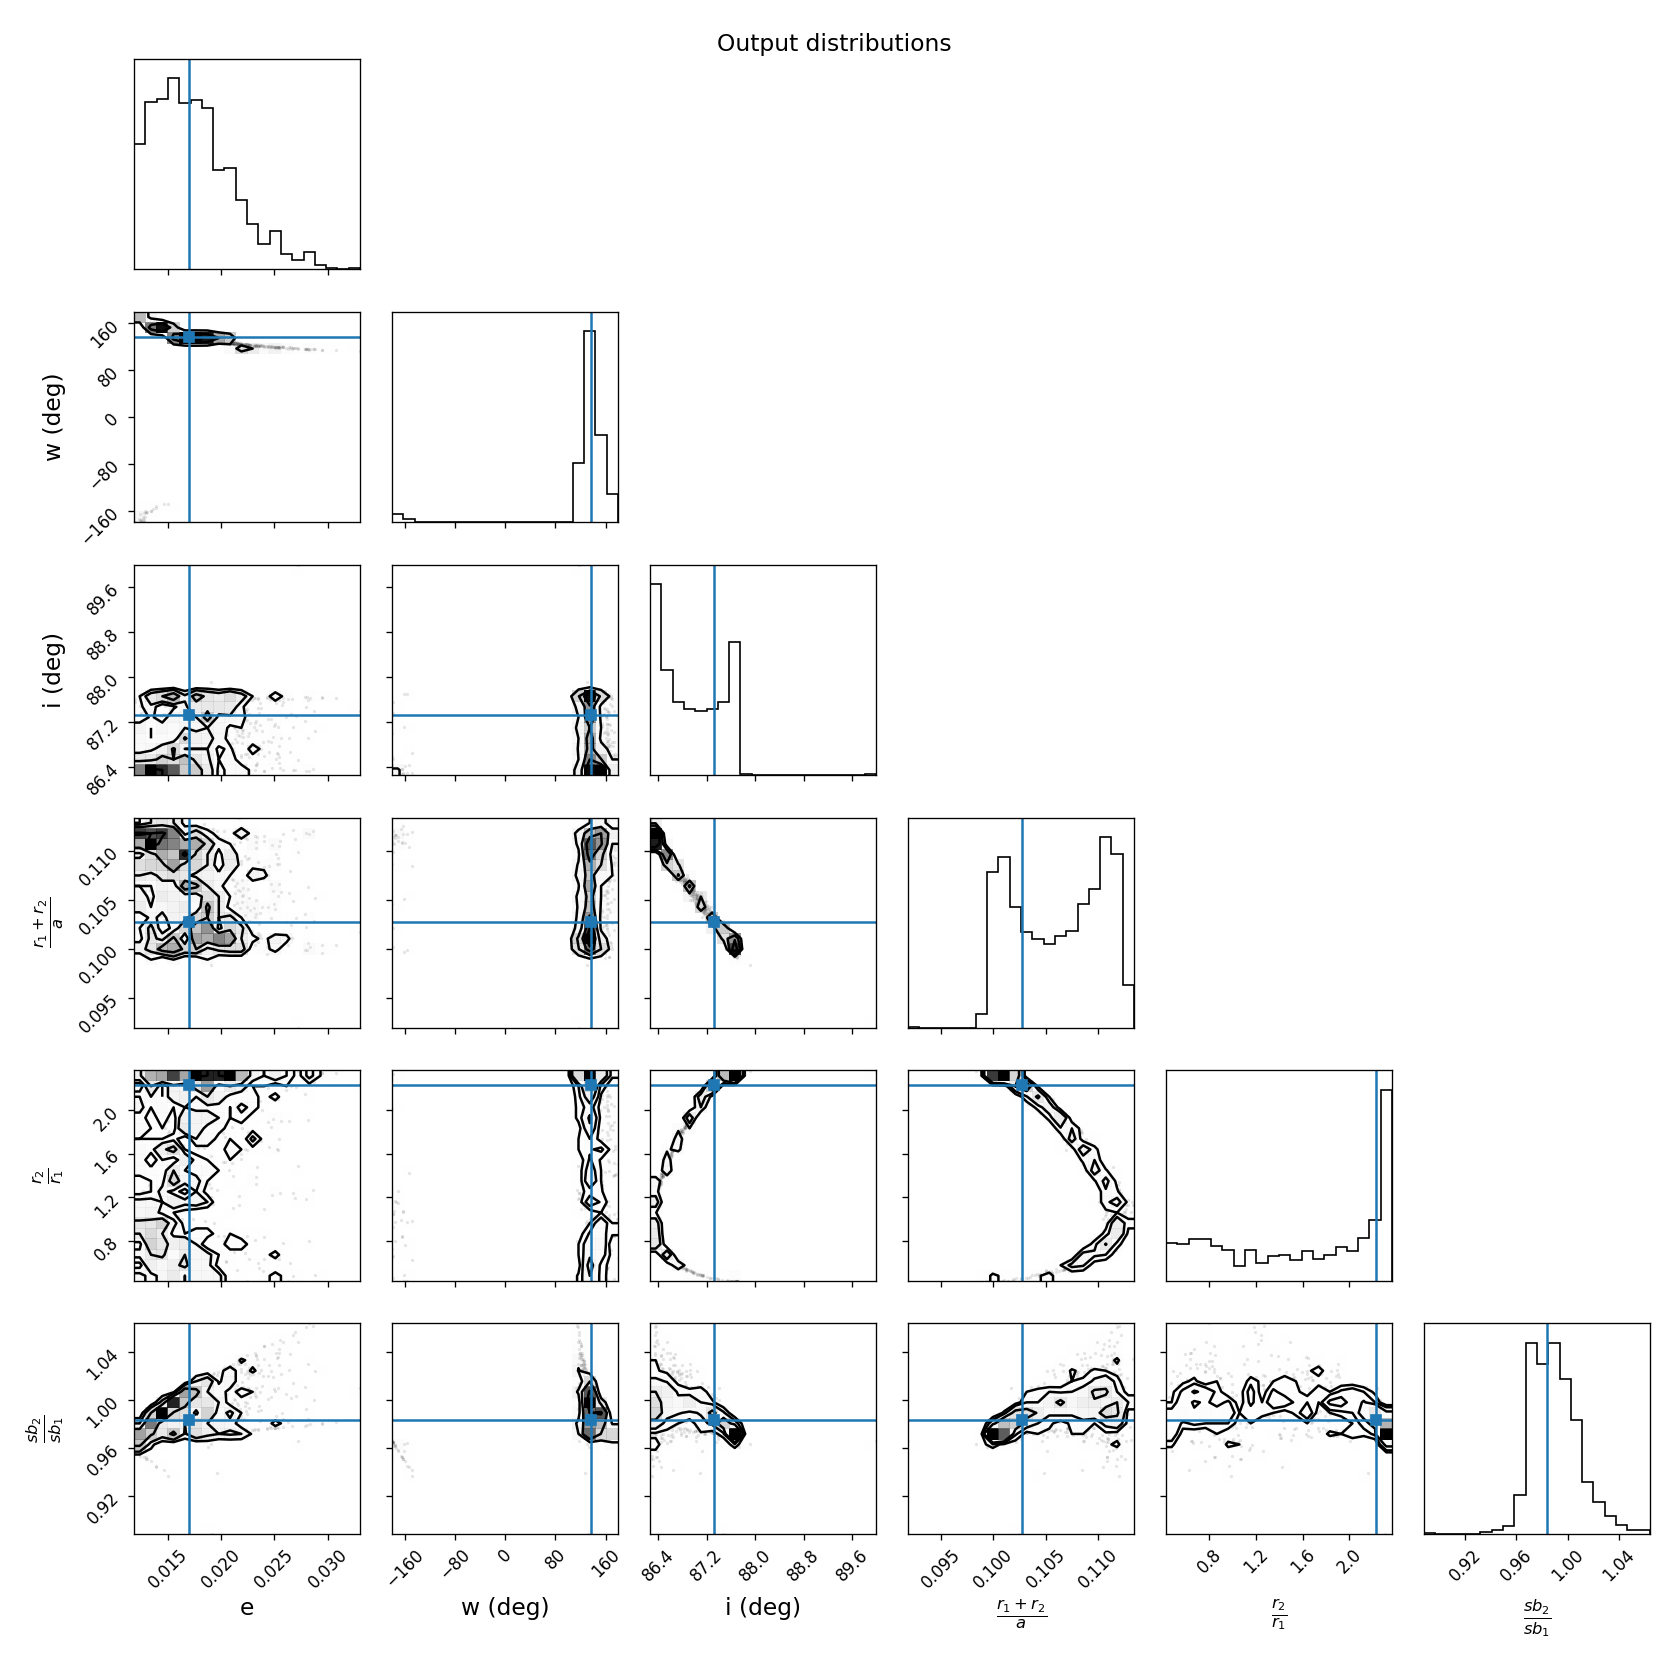 Output distributions
w (deg)
160
80
0
−80
−160
i (deg)
89.6
88.8
88.0
87.2
86.4
r₁ + r₂
a
0.110
0.105
0.100
0.095
r₂
r₁
2.0
1.6
1.2
0.8
sb₂
sb₁
1.04
1.00
0.96
0.92
0.015 0.020 0.025 0.030
−160 −80 0 80 160
86.4 87.2 88.0 88.8 89.6
0.095 0.100 0.105 0.110
0.8 1.2 1.6 2.0
0.92 0.96 1.00 1.04
e
w (deg)
i (deg)
r₁ + r₂
a
r₂
r₁
sb₂
sb₁